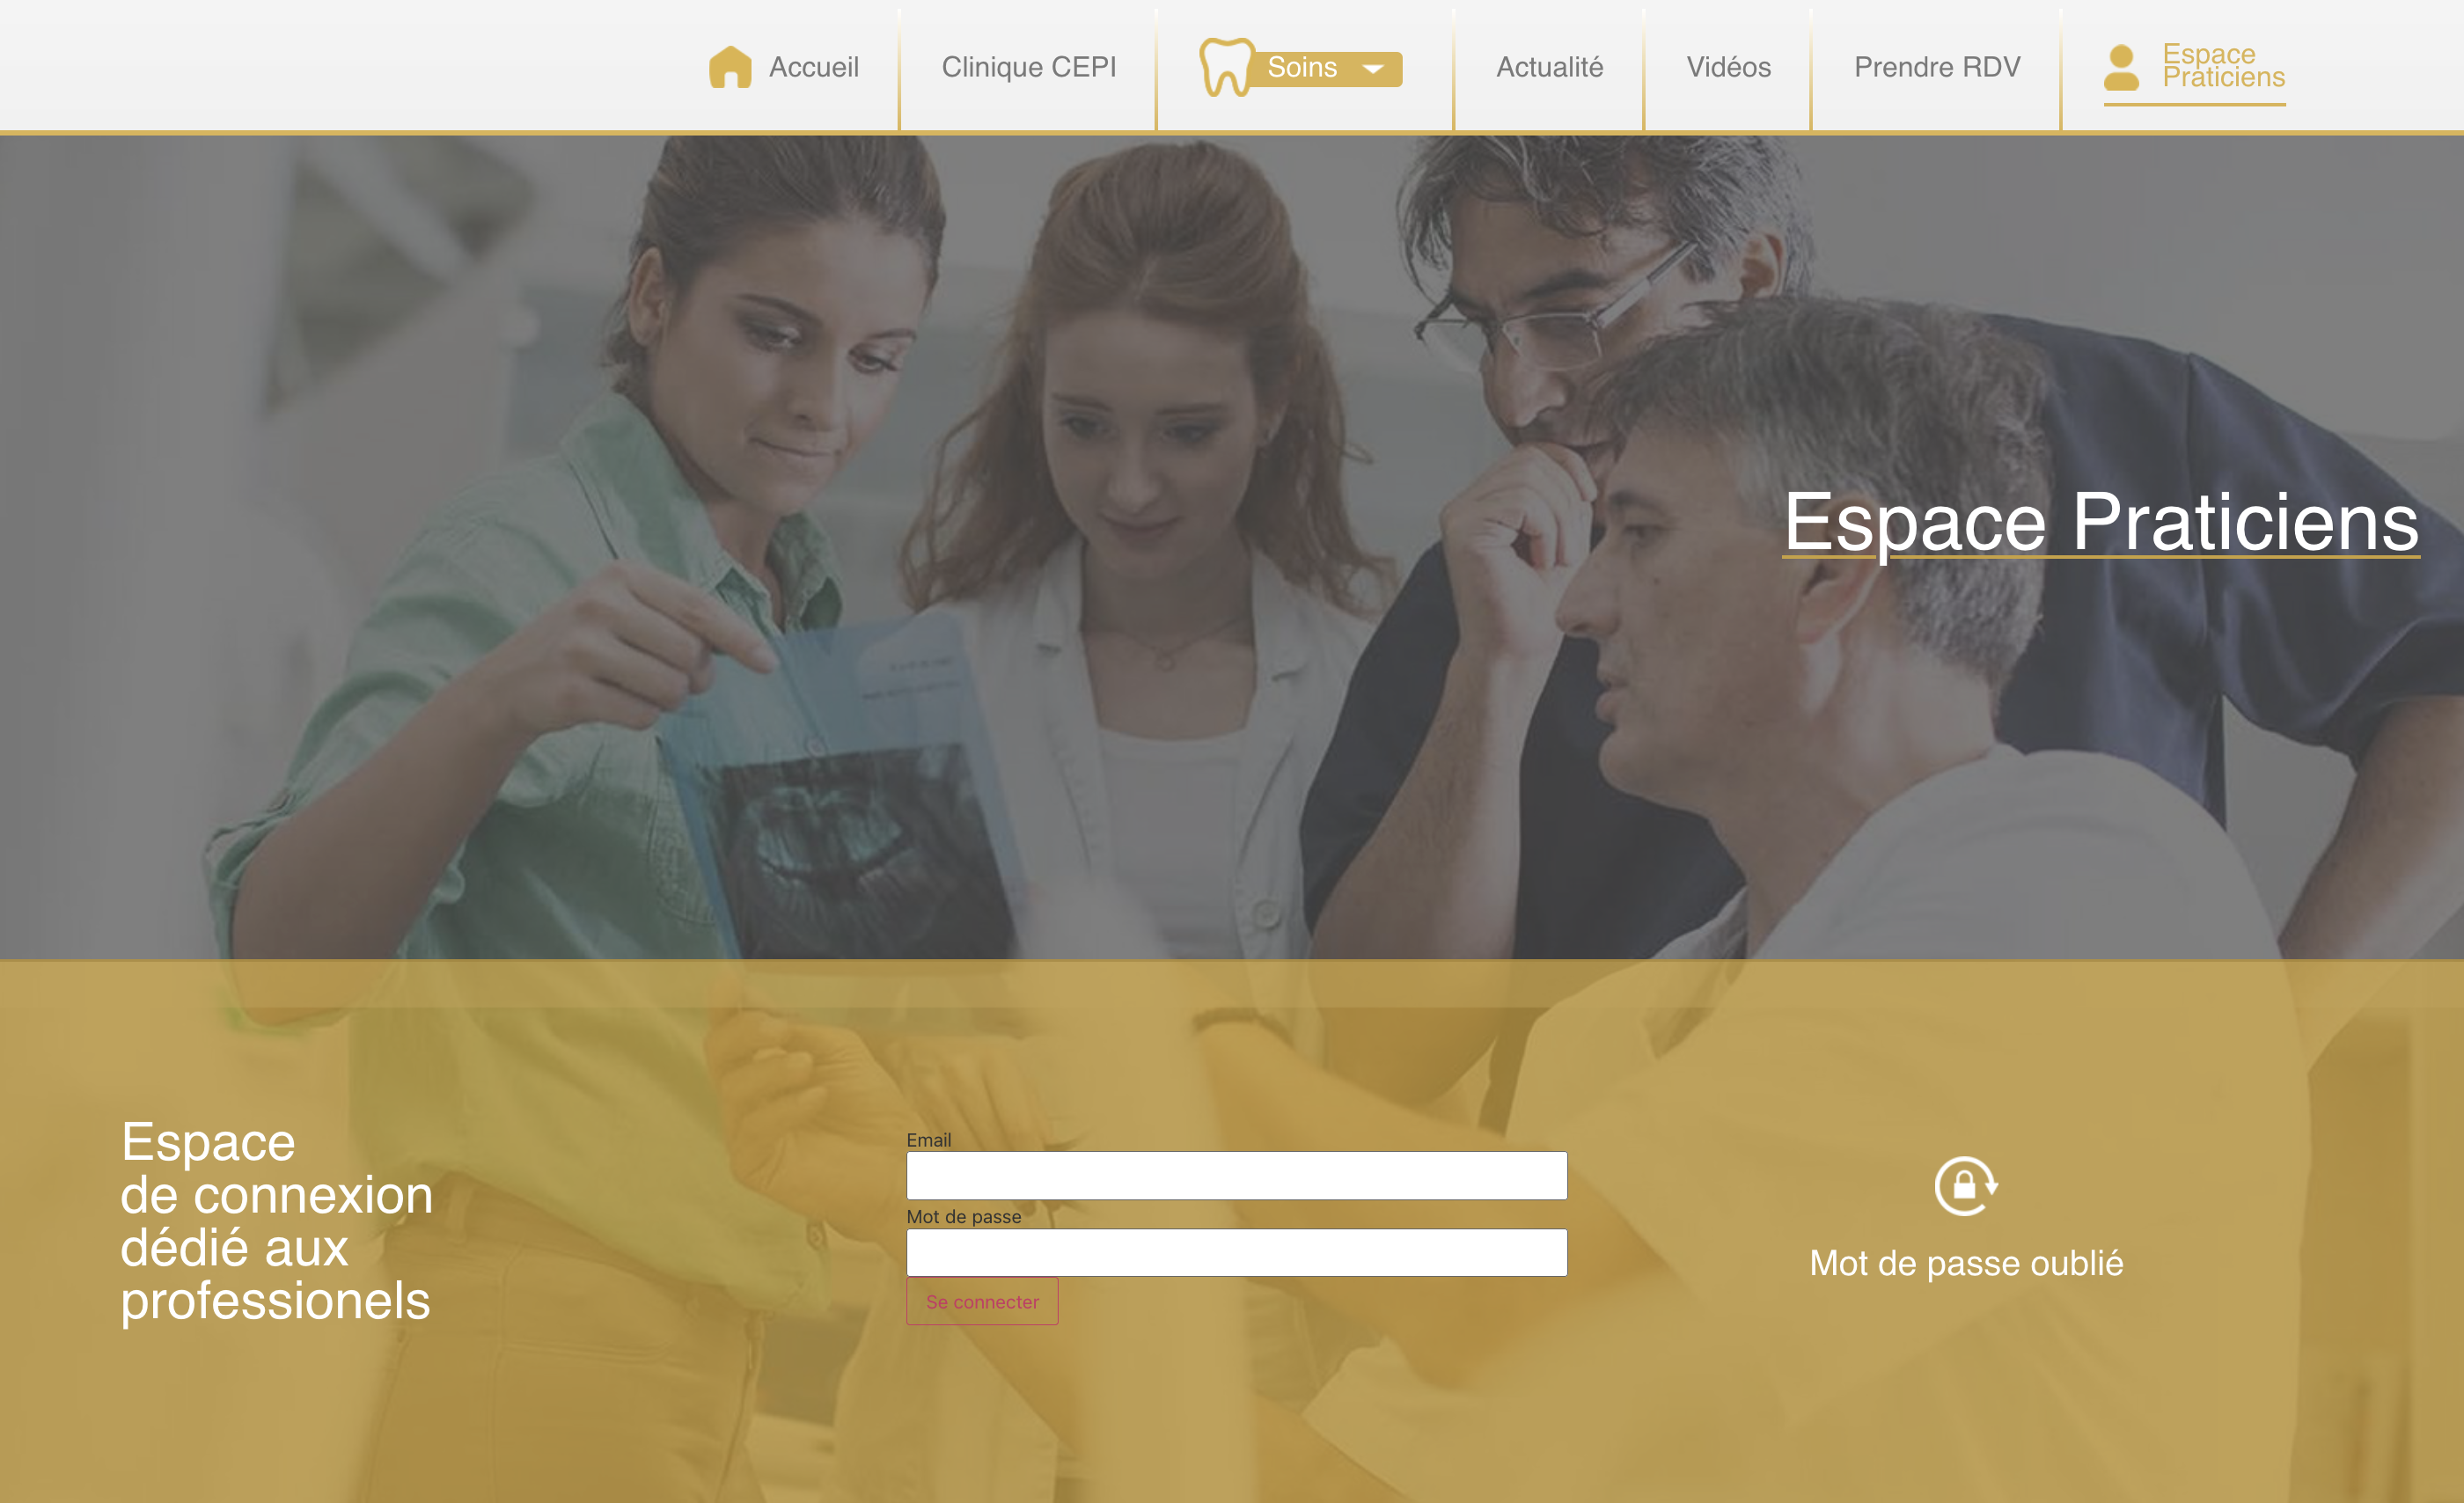 Accueil
Clinique CEPI
Soins
Actualité
Vidéos
Prendre RDV
Espace
Praticiens
Espace Praticiens
Espace
de connexion
dédié aux
professionels
Email
Mot de passe
Se connecter
Mot de passe oublié